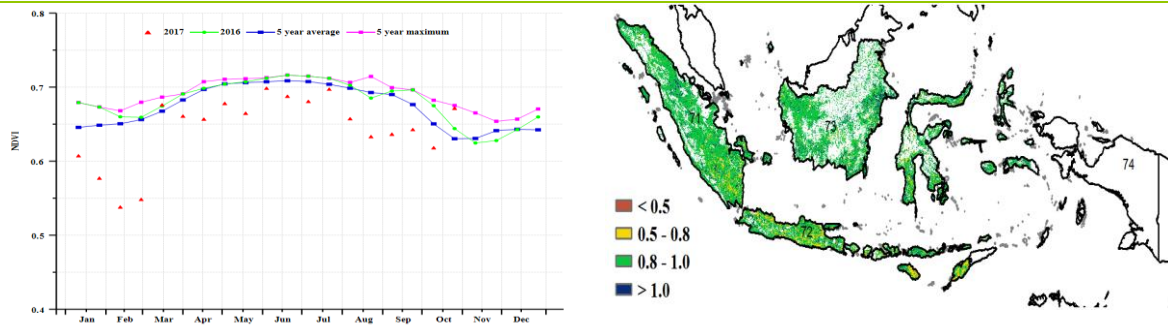 0.8
0.7
0.6
0.5
0.4
NDVI
2017 2016 5 year average 5 year maximum
Jan Feb Mar Apr May Jun Jul Aug Sep Oct Nov Dec
71
73
74
72
< 0.5
0.5 - 0.8
0.8 - 1.0
> 1.0